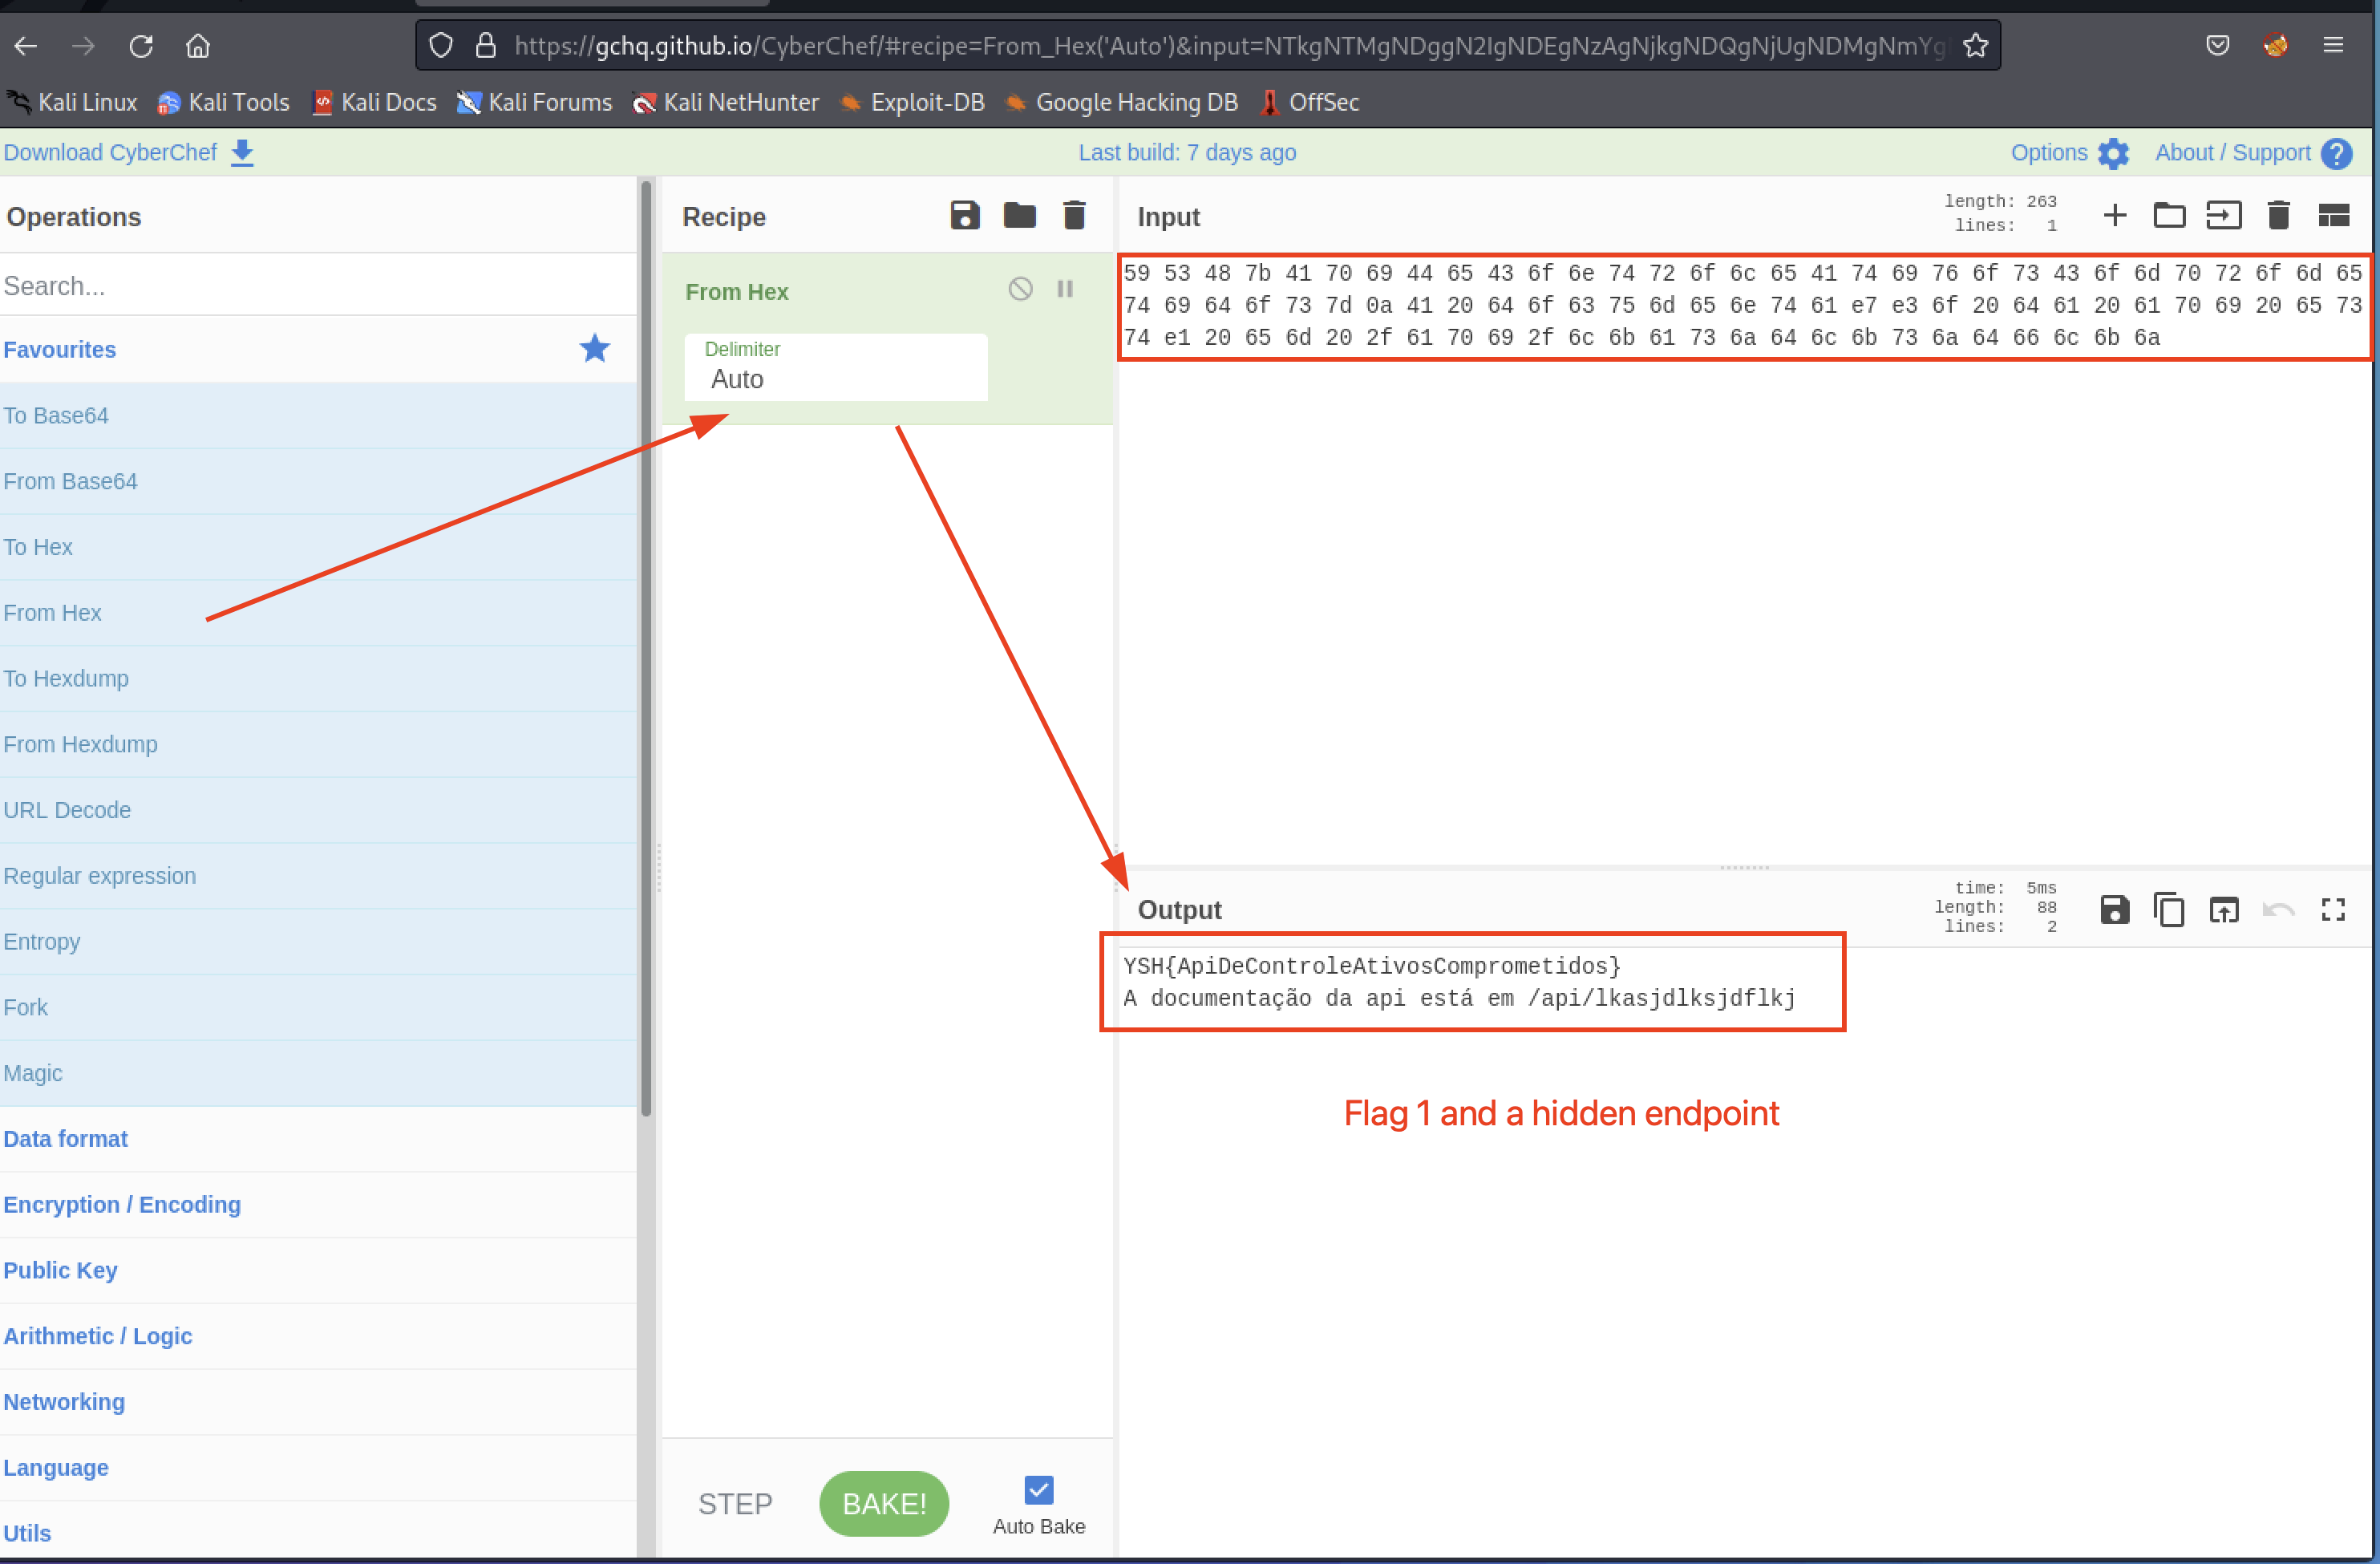 https://gchq.github.io/CyberChef/#recipe=From_Hex('Auto')&input=NTkgNTMgNDggN2IgNDEgNzAgNjkgNDQgNjUgNDMgNmYg
Kali Linux Kali Tools Kali Docs Kali Forums Kali NetHunter Exploit-DB Google Hacking DB OffSec
Download CyberChef Last build: 7 days ago Options About / Support
Operations
Search...
Favourites
To Base64
From Base64
To Hex
From Hex
To Hexdump
From Hexdump
URL Decode
Regular expression
Entropy
Fork
Magic
Data format
Encryption / Encoding
Public Key
Arithmetic / Logic
Networking
Language
Utils
Recipe
From Hex
Delimiter
Auto
STEP BAKE! Auto Bake
Input
length: 263
lines: 1
59 53 48 7b 41 70 69 44 65 43 6f 6e 74 72 6f 6c 65 41 74 69 76 6f 73 43 6f 6d 70 72 6f 6d 65
74 69 64 6f 73 7d 0a 41 20 64 6f 63 75 6d 65 6e 74 61 e7 e3 6f 20 64 61 20 61 70 69 20 65 73
74 e1 20 65 6d 20 2f 61 70 69 2f 6c 6b 61 73 6a 64 6c 6b 73 6a 64 66 6c 6b 6a
Output
time: 5ms
length: 88
lines: 2
YSH{ApiDeControleAtivosComprometidos}
A documentação da api está em /api/lkasjdlksjdflkj
Flag 1 and a hidden endpoint